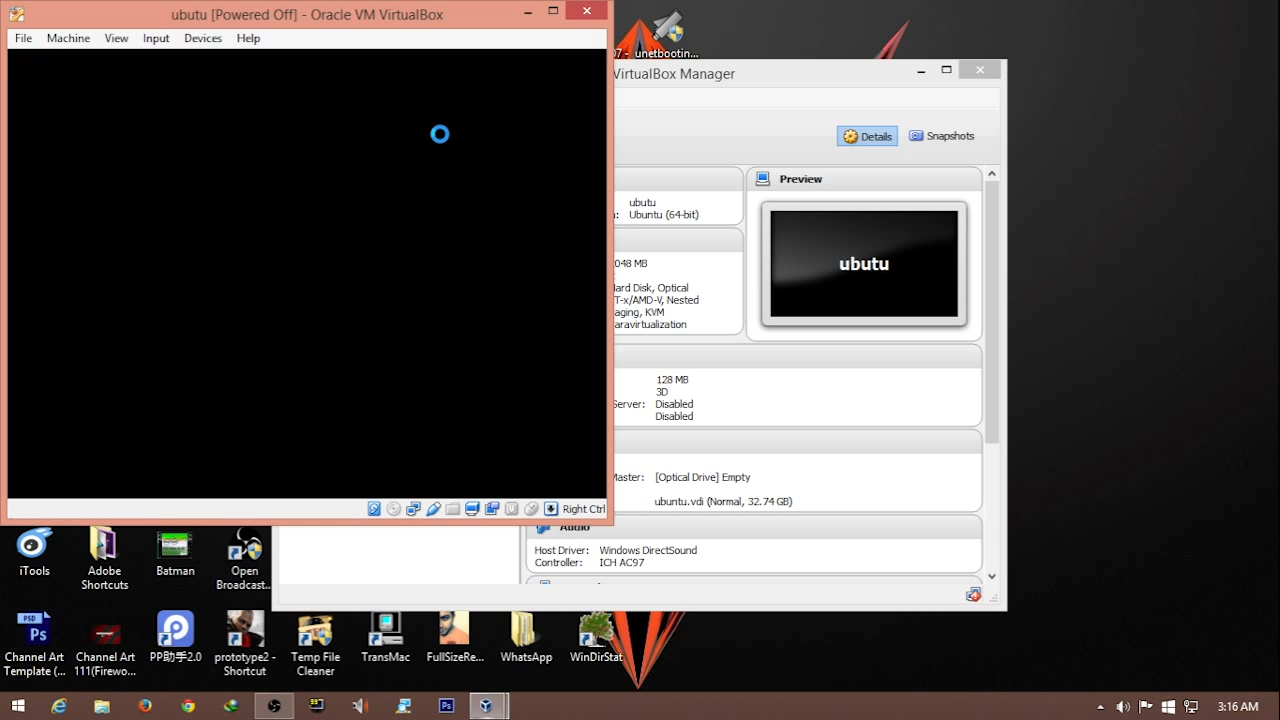 ubutu [Powered Off] - Oracle VM VirtualBox
File Machine View Input Devices Help
unetbootin...
VirtualBox Manager
Details Snapshots
Preview
ubutu
Ubuntu (64-bit)
ubutu
048 MB
Hard Disk, Optical
T-x/AMD-V, Nested
aging, KVM
aravirtualization
128 MB
3D
Server: Disabled
Disabled
Master: [Optical Drive] Empty
ubuntu.vdi (Normal, 32.74 GB)
Right Ctrl
Audio
Host Driver: Windows DirectSound
Controller: ICH AC97
iTools
Adobe
Shortcuts
Batman
Open
Broadcast...
PSD
Ps
Channel Art
Template (...
Channel Art
111(Firewo...
PP助手2.0
prototype2 -
Shortcut
Temp File
Cleaner
TransMac
FullSizeRe...
WhatsApp
WinDirStat
Ps
3:16 AM